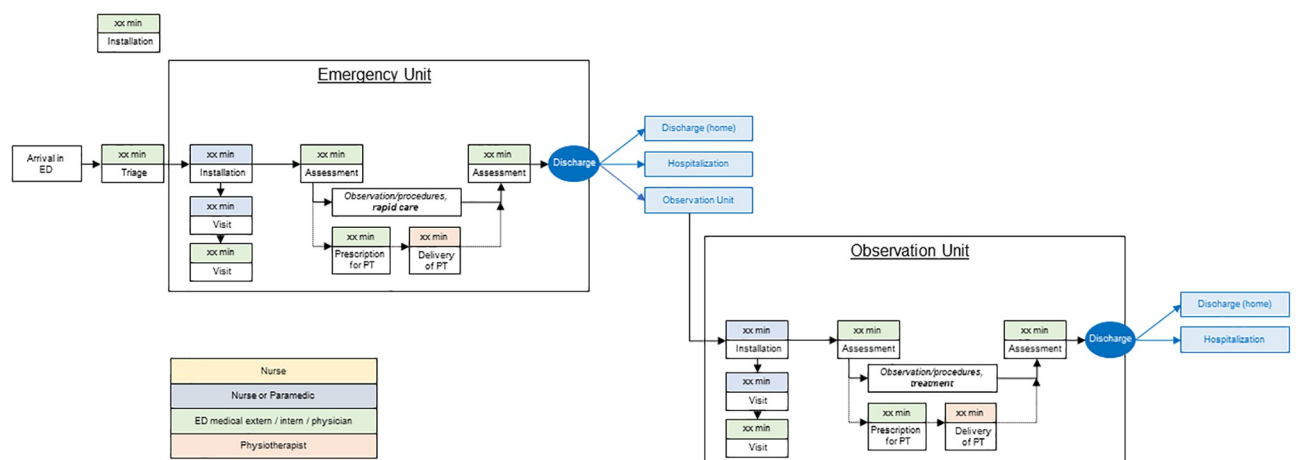 xx min
Installation
Emergency Unit
Arrival in
ED
xx min
Triage
xx min
Installation
xx min
Visit
xx min
Visit
xx min
Assessment
Observation/procedures,
rapid care
xx min
Prescription
for PT
xx min
Delivery
of PT
xx min
Assessment
Discharge
Discharge (home)
Hospitalization
Observation Unit
Observation Unit
xx min
Installation
xx min
Visit
xx min
Visit
xx min
Assessment
Observation/procedures,
treatment
xx min
Prescription
for PT
xx min
Delivery
of PT
xx min
Assessment
Discharge
Discharge (home)
Hospitalization
Nurse
Nurse or Paramedic
ED medical extern / intern / physician
Physiotherapist